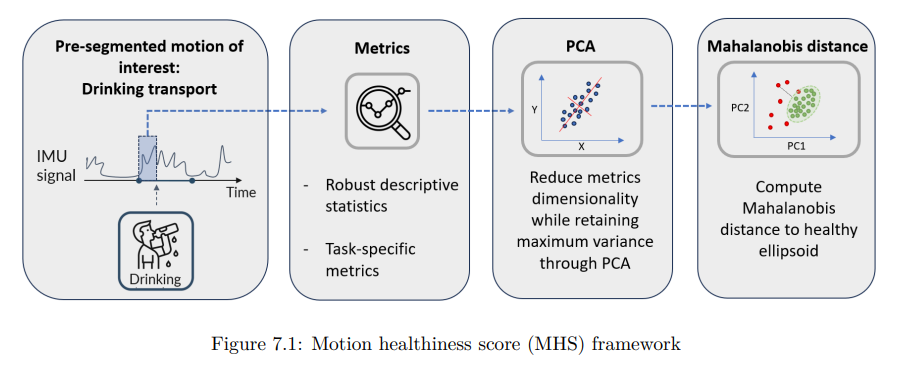 Pre-segmented motion of
interest:
Drinking transport
IMU
signal
Time
Drinking
Metrics
- Robust descriptive
statistics
- Task-specific
metrics
PCA
Y
X
Reduce metrics
dimensionality
while retaining
maximum variance
through PCA
Mahalanobis distance
PC2
PC1
Compute
Mahalanobis
distance to healthy
ellipsoid
Figure 7.1: Motion healthiness score (MHS) framework